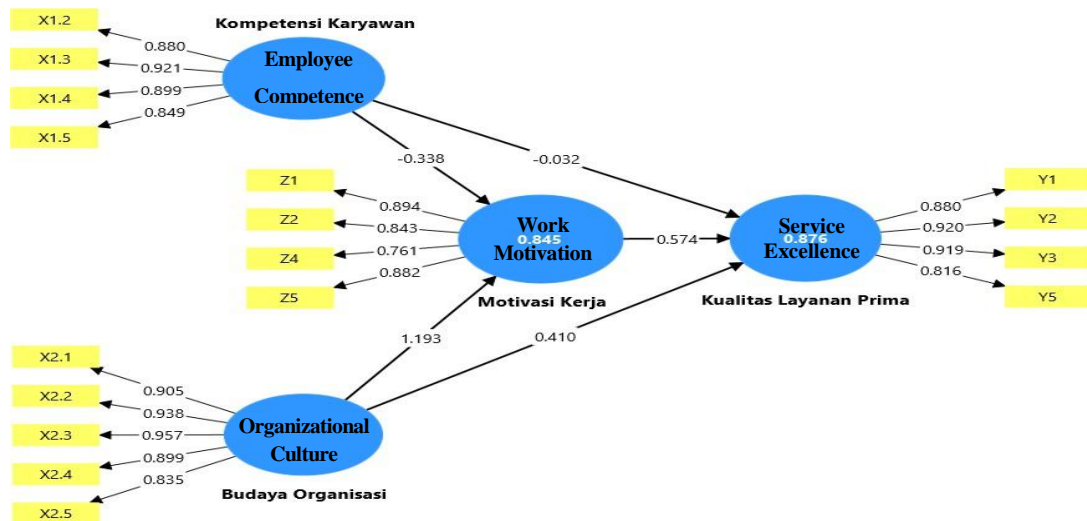 Kompetensi Karyawan
X1.2
X1.3
X1.4
X1.5
0.880
0.921
0.899
0.849
Employee
Competence
-0.338
-0.032
Z1
Z2
Z4
Z5
0.894
0.843
0.761
0.882
Work
0.845
Motivation
Motivasi Kerja
0.574
Service
0.876
Excellence
Kualitas Layanan Prima
0.880
0.920
0.919
0.816
Y1
Y2
Y3
Y5
1.193
0.410
X2.1
X2.2
X2.3
X2.4
X2.5
0.905
0.938
0.957
0.899
0.835
Organizational
Culture
Budaya Organisasi